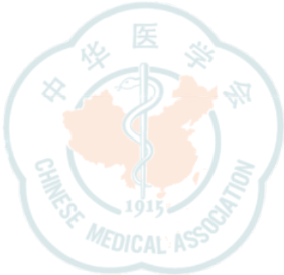 中华医学会
1915
CHINESE MEDICAL ASSOCIATION